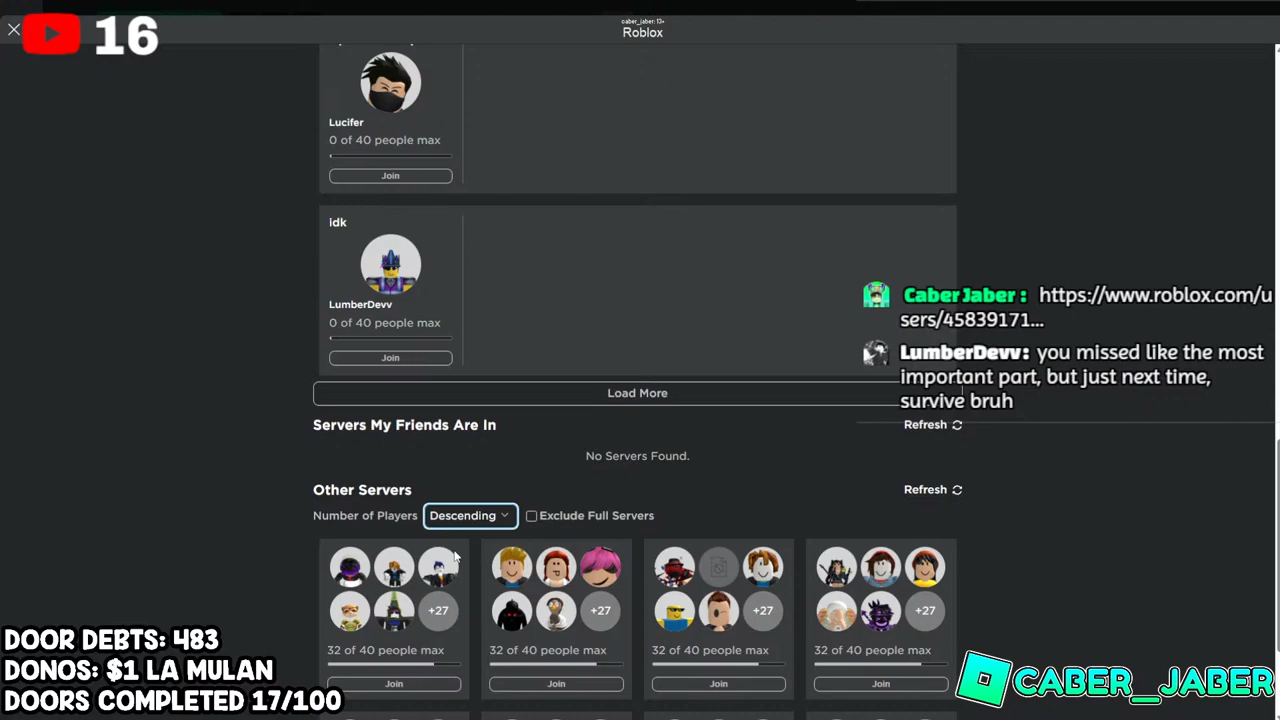 16
caber_jaber: 13+
Roblox
Lucifer
0 of 40 people max
Join
idk
LumberDevv
0 of 40 people max
Join
CaberJaber : https://www.roblox.com/u
sers/45839171...
LumberDevv: you missed like the most
important part, but just next time,
survive bruh
Load More
Servers My Friends Are In
Refresh
No Servers Found.
Other Servers
Refresh
Number of Players
Descending
Exclude Full Servers
+27
+27
+27
+27
32 of 40 people max
32 of 40 people max
32 of 40 people max
32 of 40 people max
Join
Join
Join
Join
DOOR DEBTS: 483
DONOS: $1 LA MULAN
DOORS COMPLETED 17/100
CABER_JABER